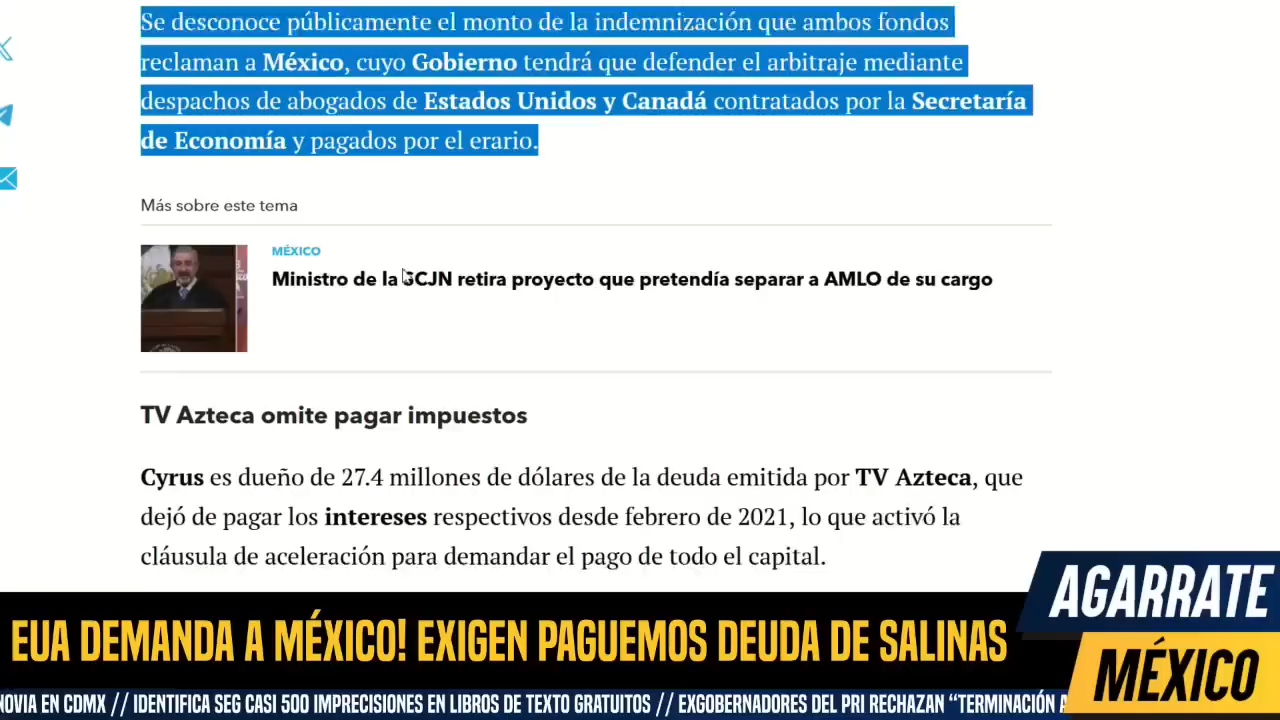 Se desconoce públicamente el monto de la indemnización que ambos fondos
reclaman a México, cuyo Gobierno tendrá que defender el arbitraje mediante
despachos de abogados de Estados Unidos y Canadá contratados por la Secretaría
de Economía y pagados por el erario.
Más sobre este tema
MÉXICO
Ministro de la SCJN retira proyecto que pretendía separar a AMLO de su cargo
TV Azteca omite pagar impuestos
Cyrus es dueño de 27.4 millones de dólares de la deuda emitida por TV Azteca, que
dejó de pagar los intereses respectivos desde febrero de 2021, lo que activó la
cláusula de aceleración para demandar el pago de todo el capital.
AGARRATE
MÉXICO
EUA DEMANDA A MÉXICO! EXIGEN PAGUEMOS DEUDA DE SALINAS
NOVIA EN CDMX // IDENTIFICA SEG CASI 500 IMPRECISIONES EN LIBROS DE TEXTO GRATUITOS // EXGOBERNADORES DEL PRI RECHAZAN “TERMINACIÓN